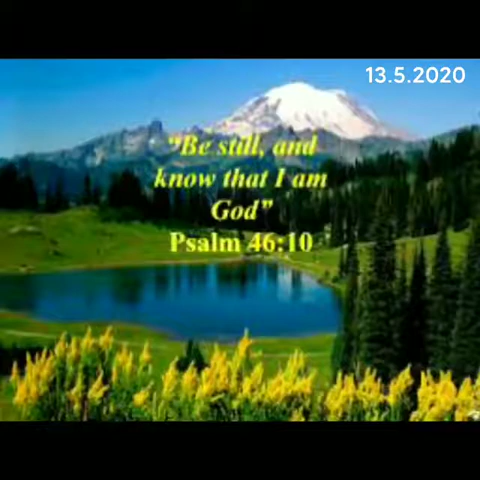 13.5.2020
"Be still, and
know that I am
God"
Psalm 46:10